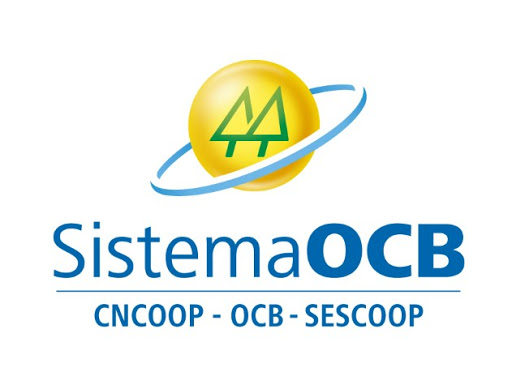 SistemaOCB
CNCOOP - OCB - SESCOOP